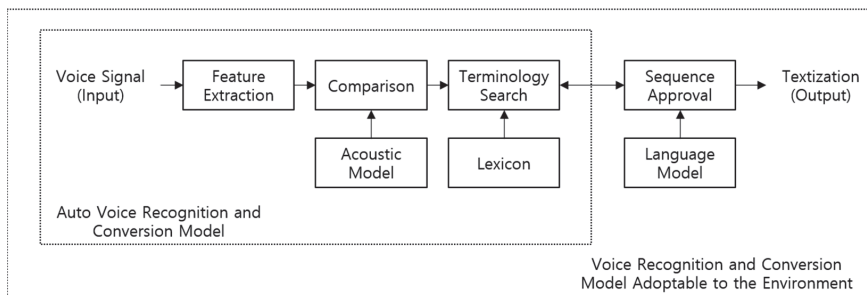 Voice Signal
(Input)
Feature
Extraction
Comparison
Terminology
Search
Sequence
Approval
Textization
(Output)
Acoustic
Model
Lexicon
Language
Model
Auto Voice Recognition and
Conversion Model
Voice Recognition and Conversion
Model Adoptable to the Environment